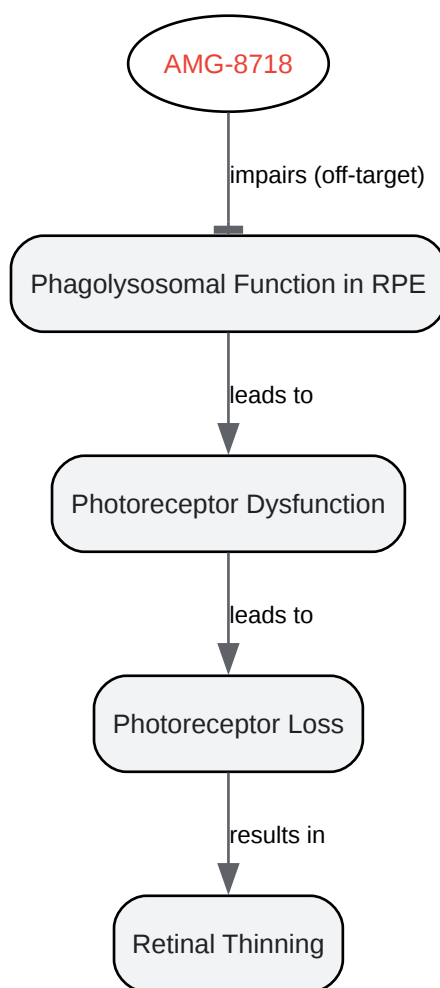 AMG-8718
impairs (off-target)
Phagolysosomal Function in RPE
leads to
Photoreceptor Dysfunction
leads to
Photoreceptor Loss
results in
Retinal Thinning